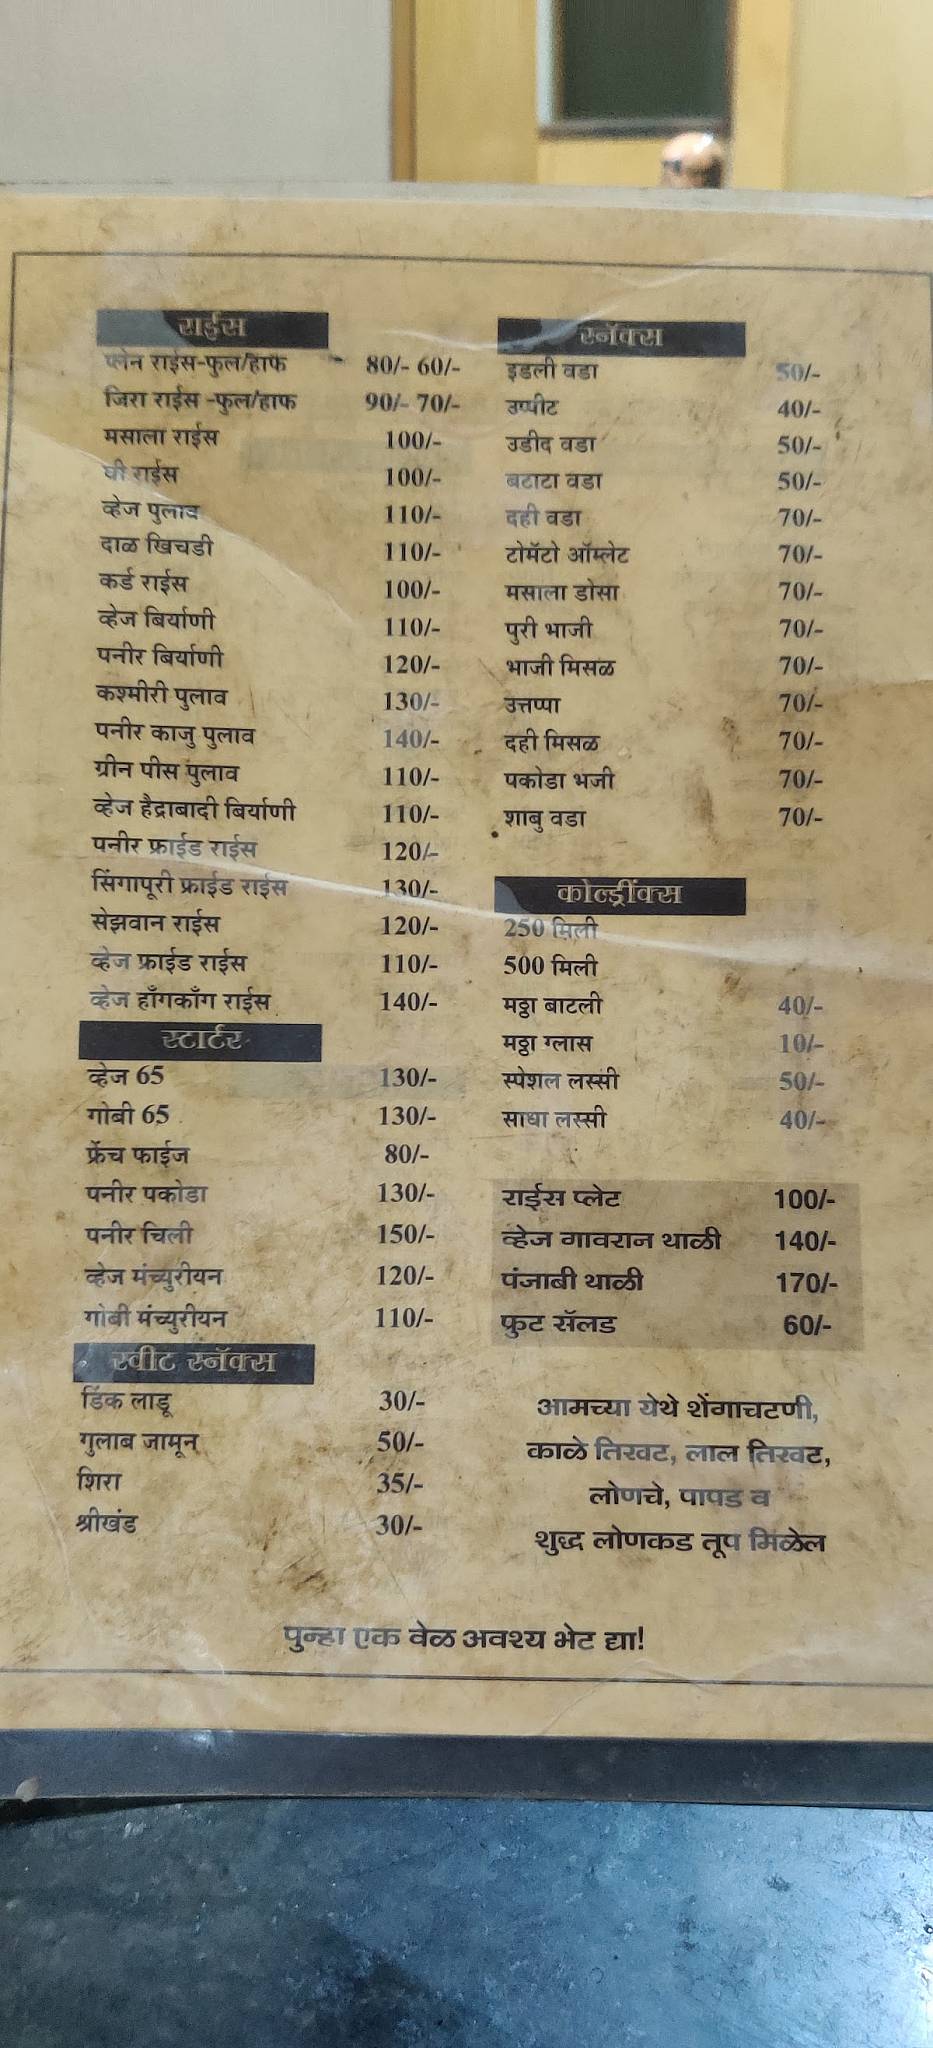 राईस
प्लेन राईस-फुल/हाफ 80/- 60/-
जिरा राईस -फुल/हाफ 90/- 70/-
मसाला राईस 100/-
घी राईस 100/-
व्हेज पुलाव 110/-
दाळ खिचडी 110/-
कर्ड राईस 100/-
व्हेज बिर्याणी 110/-
पनीर बिर्याणी 120/-
कश्मीरी पुलाव 130/-
पनीर काजु पुलाव 140/-
ग्रीन पीस पुलाव 110/-
व्हेज हैद्राबादी बिर्याणी 110/-
पनीर फ्राईड राईस 120/-
सिंगापूरी फ्राईड राईस 130/-
सेझवान राईस 120/-
व्हेज फ्राईड राईस 110/-
व्हेज हाँगकाँग राईस 140/-
स्टार्टर
व्हेज 65 130/-
गोबी 65 130/-
फ्रेंच फाईज 80/-
पनीर पकोडा 130/-
पनीर चिली 150/-
व्हेज मंच्युरीयन 120/-
गोबी मंच्युरीयन 110/-
स्वीट स्नॅक्स
डिंक लाडू 30/-
गुलाब जामून 50/-
शिरा 35/-
श्रीखंड 30/-
स्नॅक्स
इडली वडा 50/-
उप्पीट 40/-
उडीद वडा 50/-
बटाटा वडा 50/-
दही वडा 70/-
टोमॅटो ऑम्लेट 70/-
मसाला डोसा 70/-
पुरी भाजी 70/-
भाजी मिसळ 70/-
उत्तप्पा 70/-
दही मिसळ 70/-
पकोडा भजी 70/-
शाबु वडा 70/-
कोल्ड्रींक्स
250 मिली
500 मिली
मठ्ठा बाटली 40/-
मठ्ठा ग्लास 10/-
स्पेशल लस्सी 50/-
साधा लस्सी 40/-
राईस प्लेट 100/-
व्हेज गावरान थाळी 140/-
पंजाबी थाळी 170/-
फ्रुट सॅलड 60/-
आमच्या येथे शेंगाचटणी,
काळे तिखट, लाल तिखट,
लोणचे, पापड व
शुद्ध लोणकड तूप मिळेल
पुन्हा एक वेळ अवश्य भेट द्या!